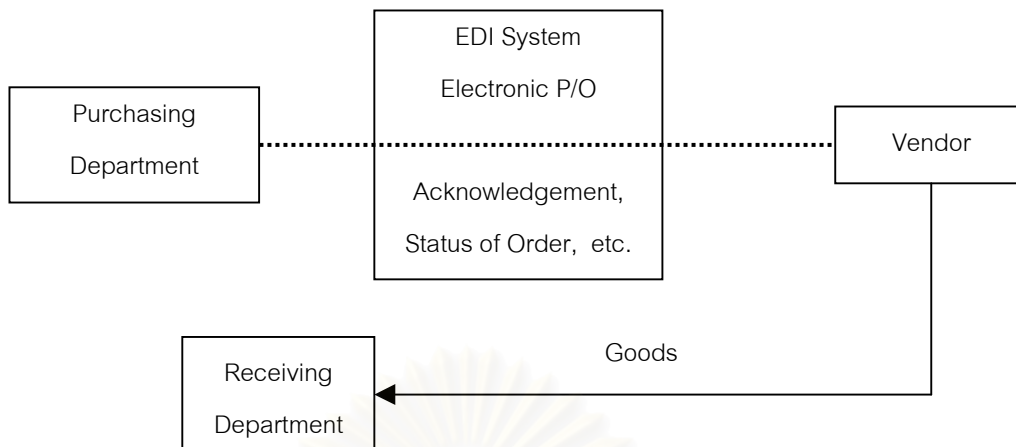 EDI System
Electronic P/O
Purchasing
Department
Vendor
Acknowledgement,
Status of Order, etc.
Goods
Receiving
Department